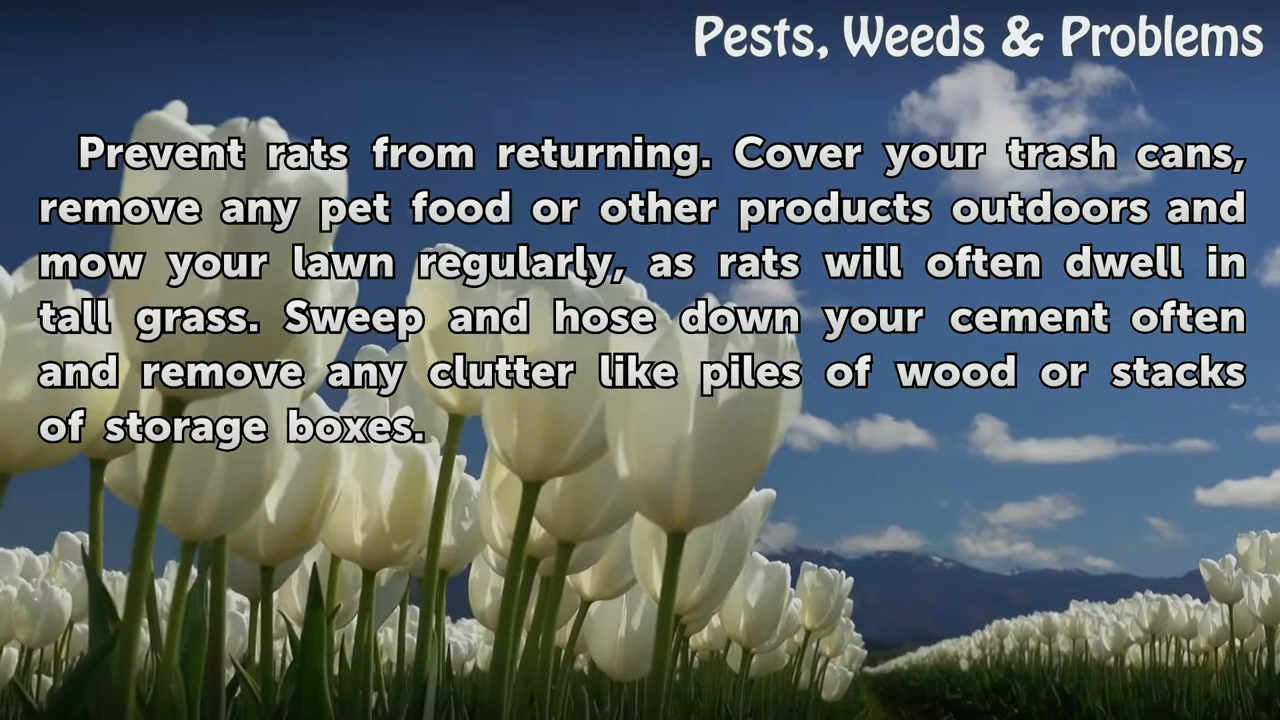 Pests, Weeds & Problems
Prevent rats from returning. Cover your trash cans,
remove any pet food or other products outdoors and
mow your lawn regularly, as rats will often dwell in
tall grass. Sweep and hose down your cement often
and remove any clutter like piles of wood or stacks
of storage boxes.